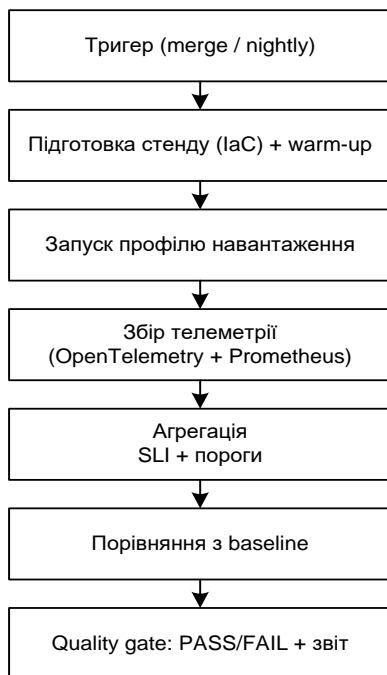 Тригер (merge / nightly)
Підготовка стенду (IaC) + warm-up
Запуск профілю навантаження
Збір телеметрії
(OpenTelemetry + Prometheus)
Агрегація
SLI + пороги
Порівняння з baseline
Quality gate: PASS/FAIL + звіт